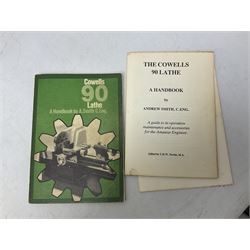 Cowells
90
Lathe
A Handbook by A. Smith C. Eng.
THE COWELLS
90 LATHE
A HANDBOOK
by
ANDREW SMITH, C.ENG.
A guide to its operation
maintenance and accessories
for the Amateur Engineer